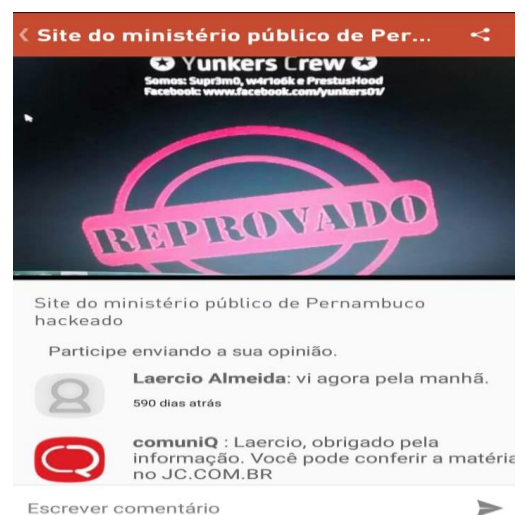 Site do ministério público de Per...
Yunkers Crew
Somos: Supr3m0, w4r1o6k e PrestusHood
Facebook: www.facebook.com/yunkers01/
REPROVADO
Site do ministério público de Pernambuco
hackeado
Participe enviando a sua opinião.
Laercio Almeida: vi agora pela manhã.
590 dias atrás
comuniQ : Laercio, obrigado pela
informação. Você pode conferir a matéria
no JC.COM.BR
Escrever comentário